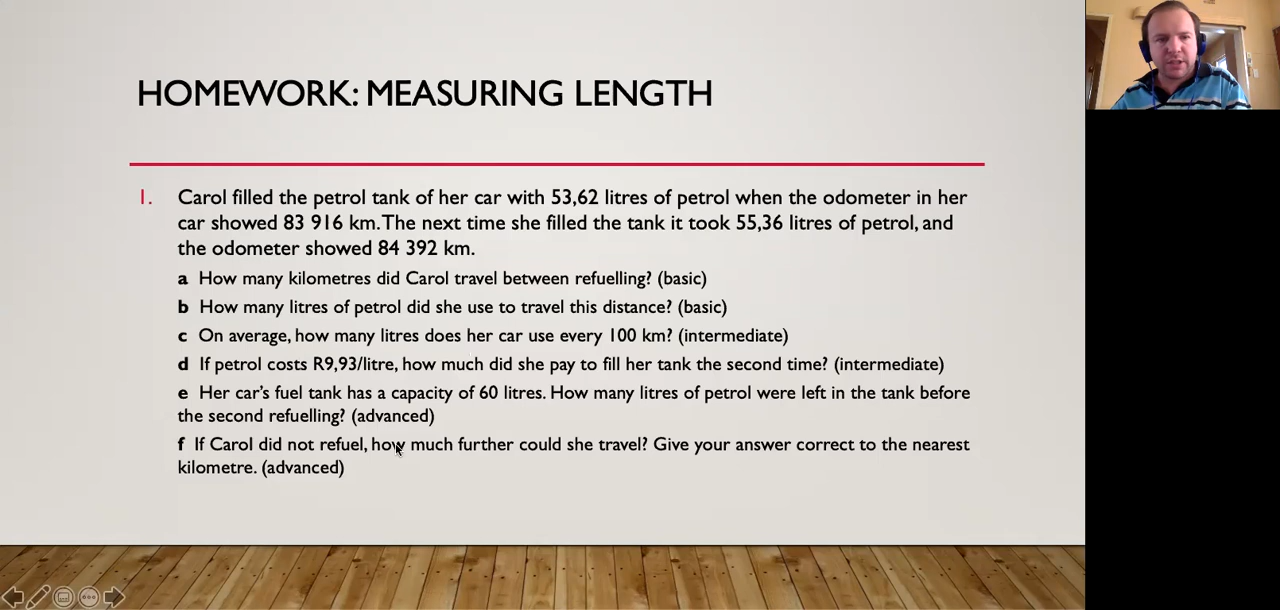 HOMEWORK: MEASURING LENGTH
1. Carol filled the petrol tank of her car with 53,62 litres of petrol when the odometer in her
car showed 83 916 km. The next time she filled the tank it took 55,36 litres of petrol, and
the odometer showed 84 392 km.
a How many kilometres did Carol travel between refuelling? (basic)
b How many litres of petrol did she use to travel this distance? (basic)
c On average, how many litres does her car use every 100 km? (intermediate)
d If petrol costs R9,93/litre, how much did she pay to fill her tank the second time? (intermediate)
e Her car's fuel tank has a capacity of 60 litres. How many litres of petrol were left in the tank before
the second refuelling? (advanced)
f If Carol did not refuel, how much further could she travel? Give your answer correct to the nearest
kilometre. (advanced)